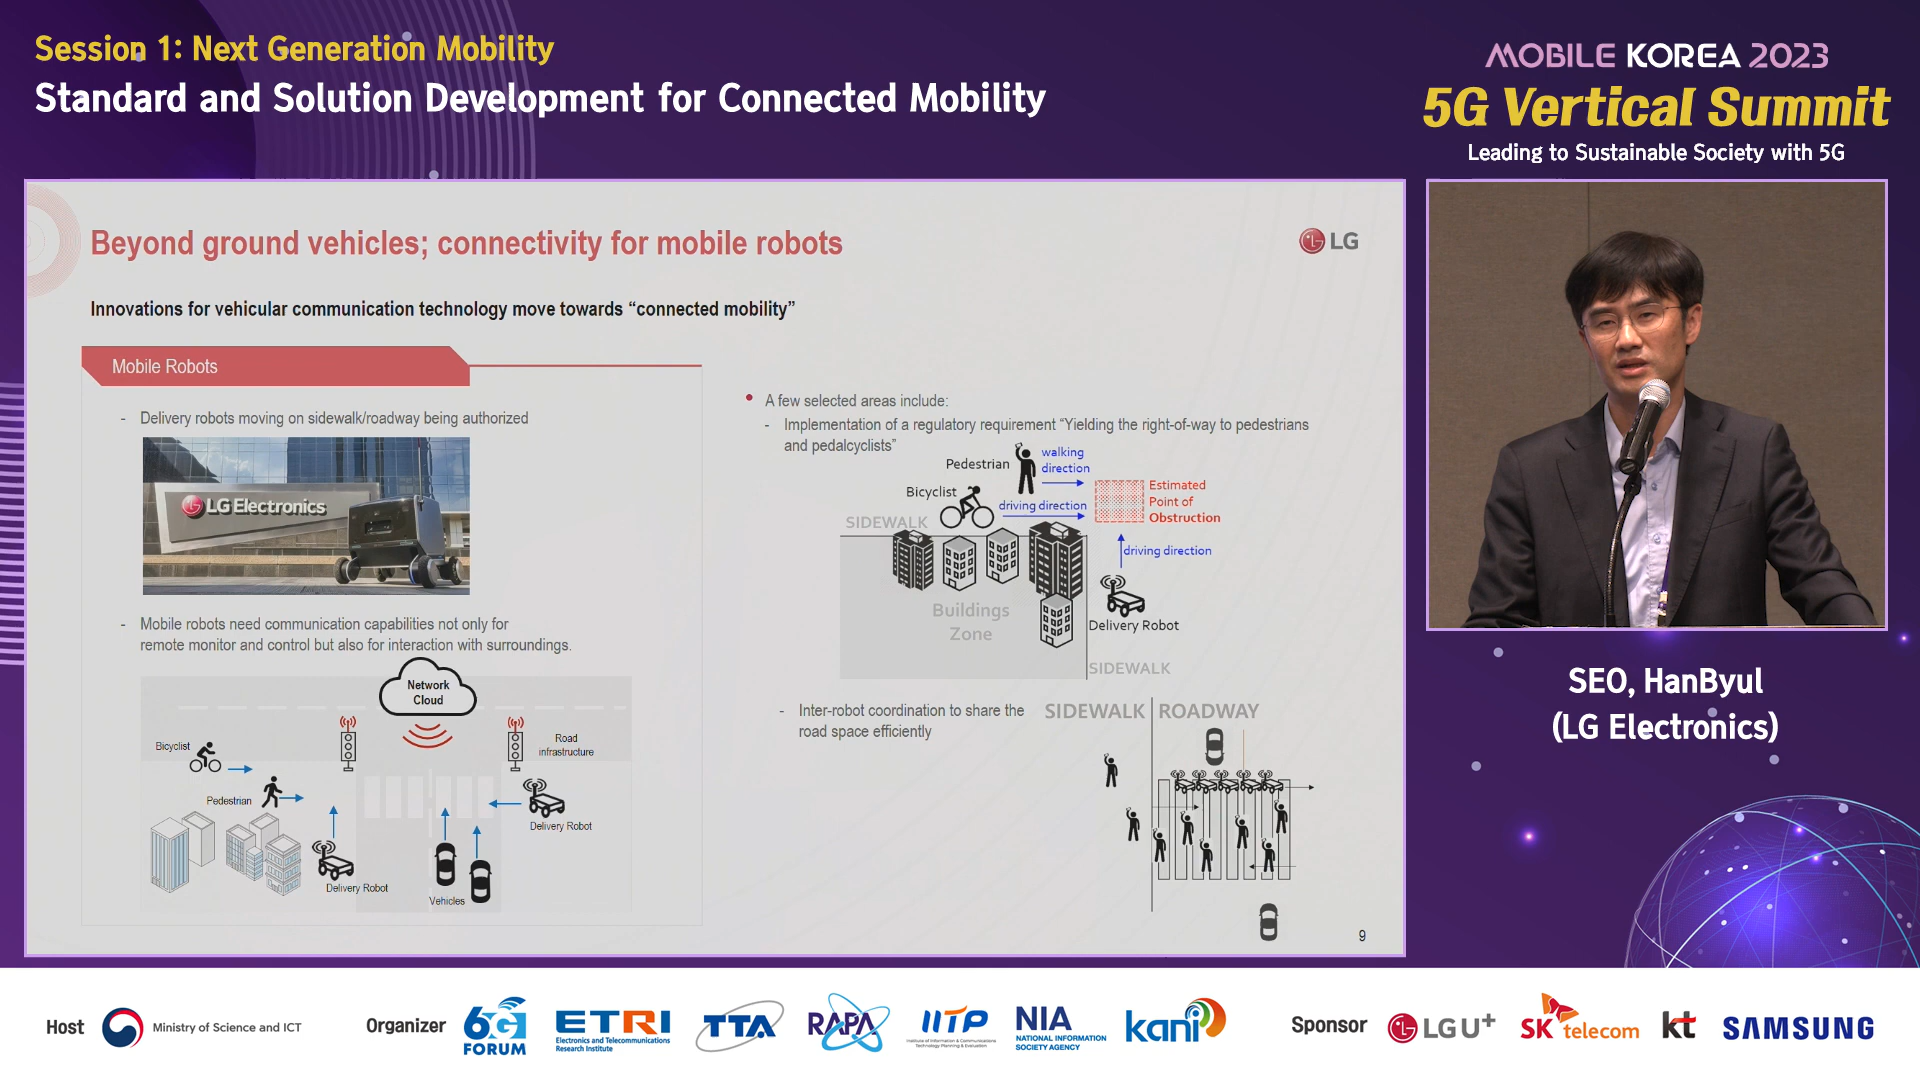 Session 1: Next Generation Mobility
Standard and Solution Development for Connected Mobility
MOBILE KOREA 2023
5G Vertical Summit
Leading to Sustainable Society with 5G
Beyond ground vehicles; connectivity for mobile robots
LG
Innovations for vehicular communication technology move towards “connected mobility”
Mobile Robots
- Delivery robots moving on sidewalk/roadway being authorized
LG Electronics
- Mobile robots need communication capabilities not only for
remote monitor and control but also for interaction with surroundings.
Network
Cloud
Bicyclist
Road
infrastructure
Pedestrian
Delivery Robot
Delivery Robot
Vehicles
• A few selected areas include:
- Implementation of a regulatory requirement “Yielding the right-of-way to pedestrians
and pedalcyclists”
Pedestrian
walking
direction
Bicyclist
driving direction
Estimated
Point of
Obstruction
SIDEWALK
driving direction
Buildings
Zone
Delivery Robot
SIDEWALK
- Inter-robot coordination to share the
road space efficiently
SIDEWALK
ROADWAY
9
SEO, HanByul
(LG Electronics)
Host
Ministry of Science and ICT
Organizer
6G
FORUM
ETRI
Electronics and Telecommunications
Research Institute
TTA
RAPA
IITP
Institute of Information & Communications
Technology Planning & Evaluation
NIA
NATIONAL INFORMATION
SOCIETY AGENCY
kani
Sponsor
LG U+
SK telecom
kt
SAMSUNG